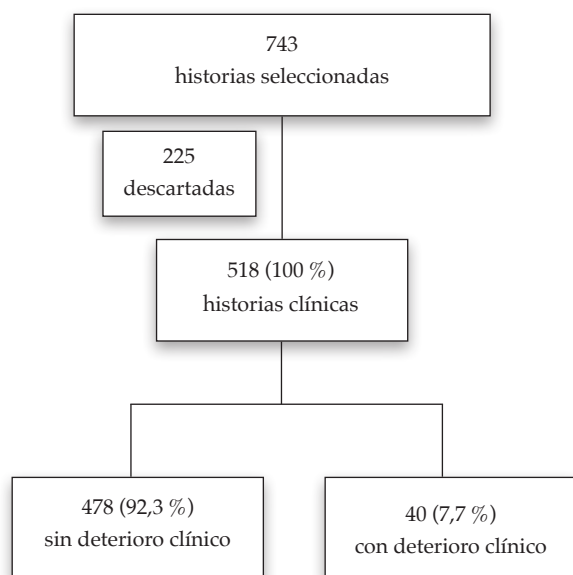 743
historias seleccionadas
225
descartadas
518 (100 %)
historias clínicas
478 (92,3 %)
sin deterioro clínico
40 (7,7 %)
con deterioro clínico